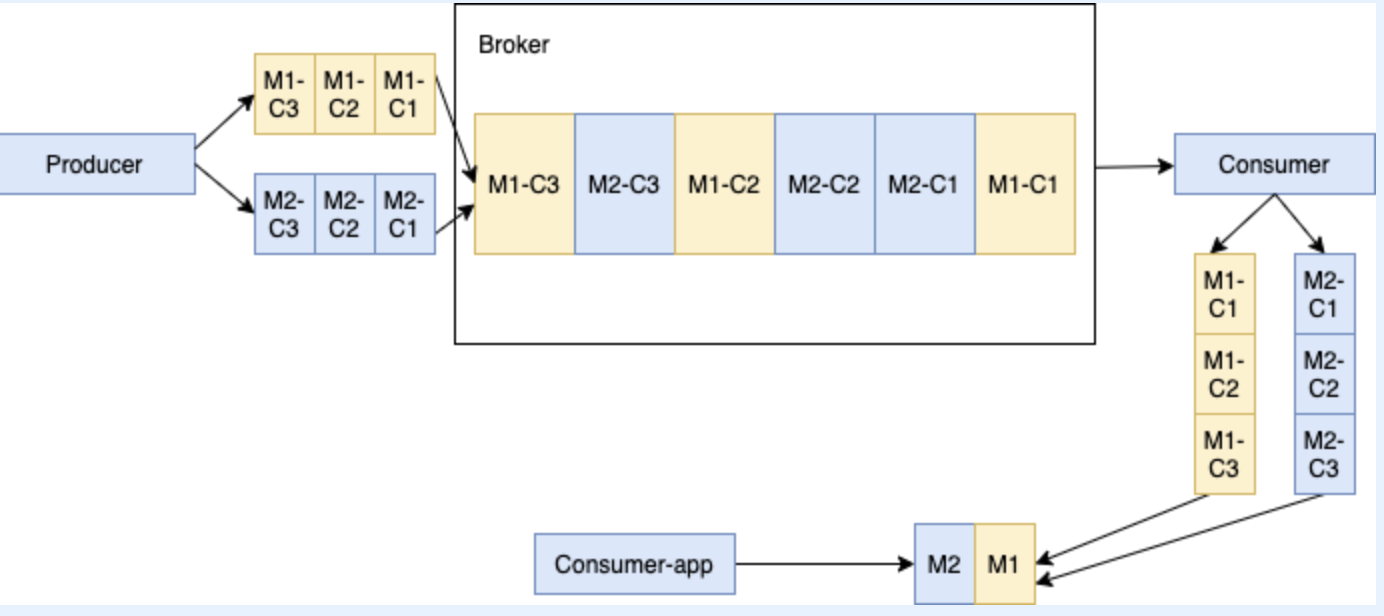 Broker
M1-
C3
M1-
C2
M1-
C1
Producer
M2-
C3
M2-
C2
M2-
C1
M1-C3
M2-C3
M1-C2
M2-C2
M2-C1
M1-C1
Consumer
M1-
C1
M1-
C2
M1-
C3
M2-
C1
M2-
C2
M2-
C3
Consumer-app
M2
M1